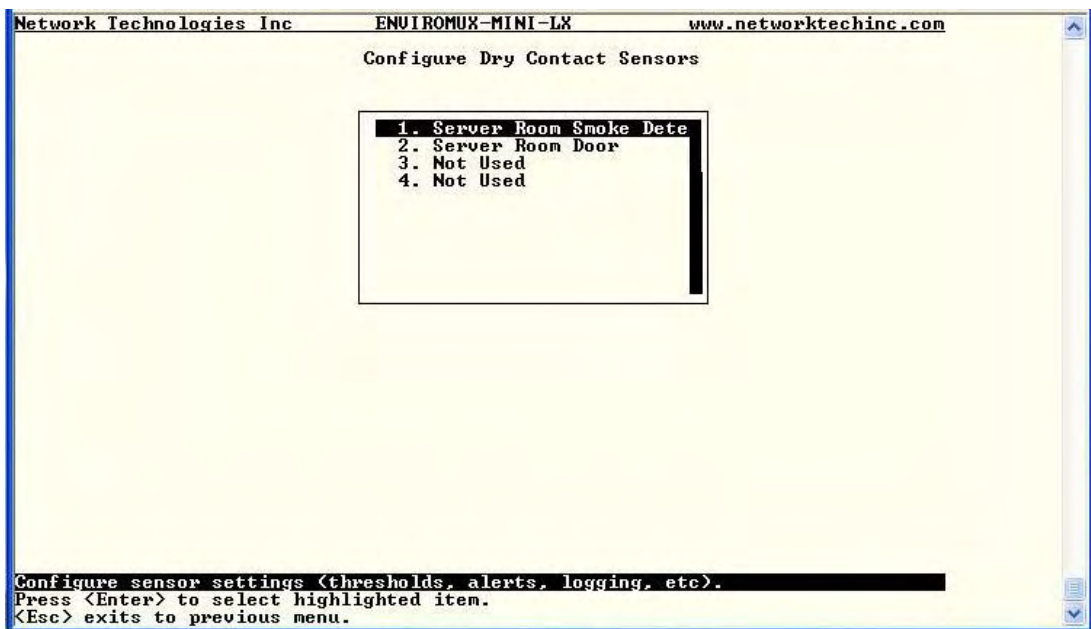 Network Technologies Inc ENVIROMUX-MINI-LX www.networktechinc.com
Configure Dry Contact Sensors
1. Server Room Smoke Dete
2. Server Room Door
3. Not Used
4. Not Used
Configure sensor settings (thresholds, alerts, logging, etc).
Press <Enter> to select highlighted item.
<Esc> exits to previous menu.